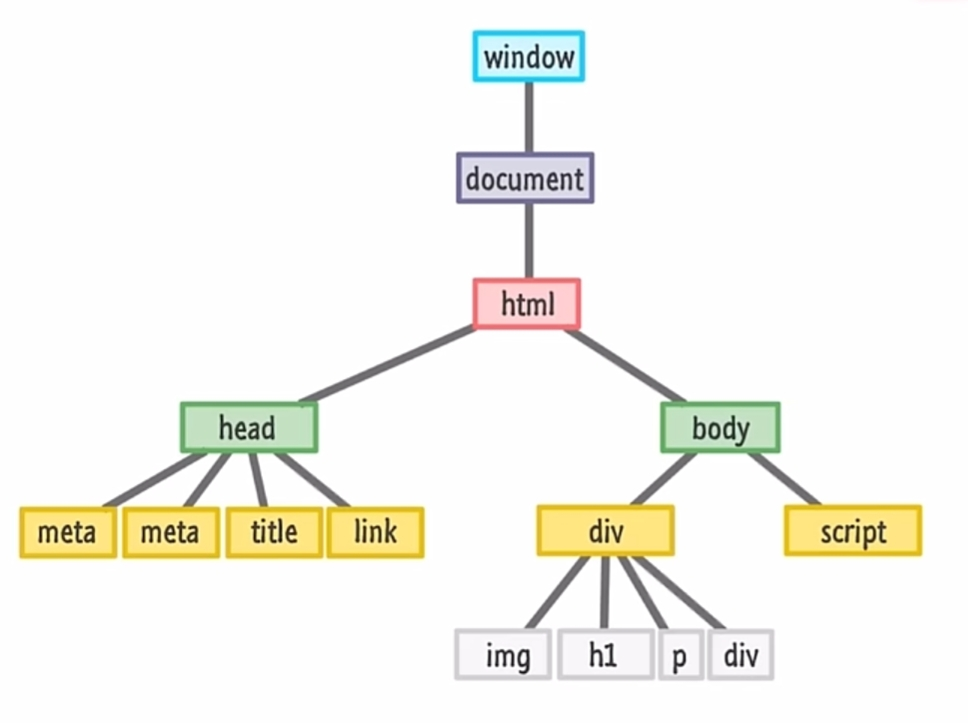 window
document
html
head body
meta meta title link div script
img h1 p div